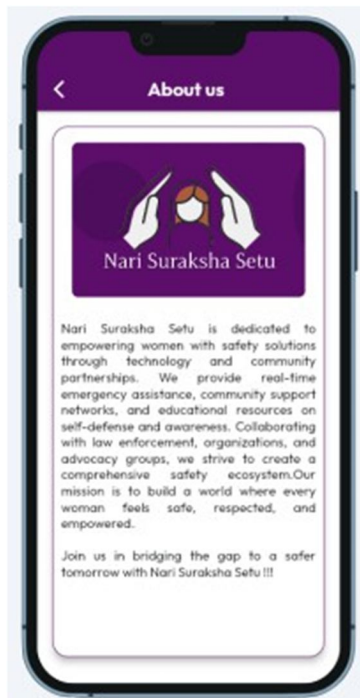 About us
Nari Suraksha Setu
Nari Suraksha Setu is dedicated to
empowering women with safety solutions
through technology and community
partnerships. We provide real-time
emergency assistance, community support
networks, and educational resources on
self-defense and awareness. Collaborating
with law enforcement, organizations, and
advocacy groups, we strive to create a
comprehensive safety ecosystem.Our
mission is to build a world where every
woman feels safe, respected, and
empowered.
Join us in bridging the gap to a safer
tomorrow with Nari Suraksha Setu !!!